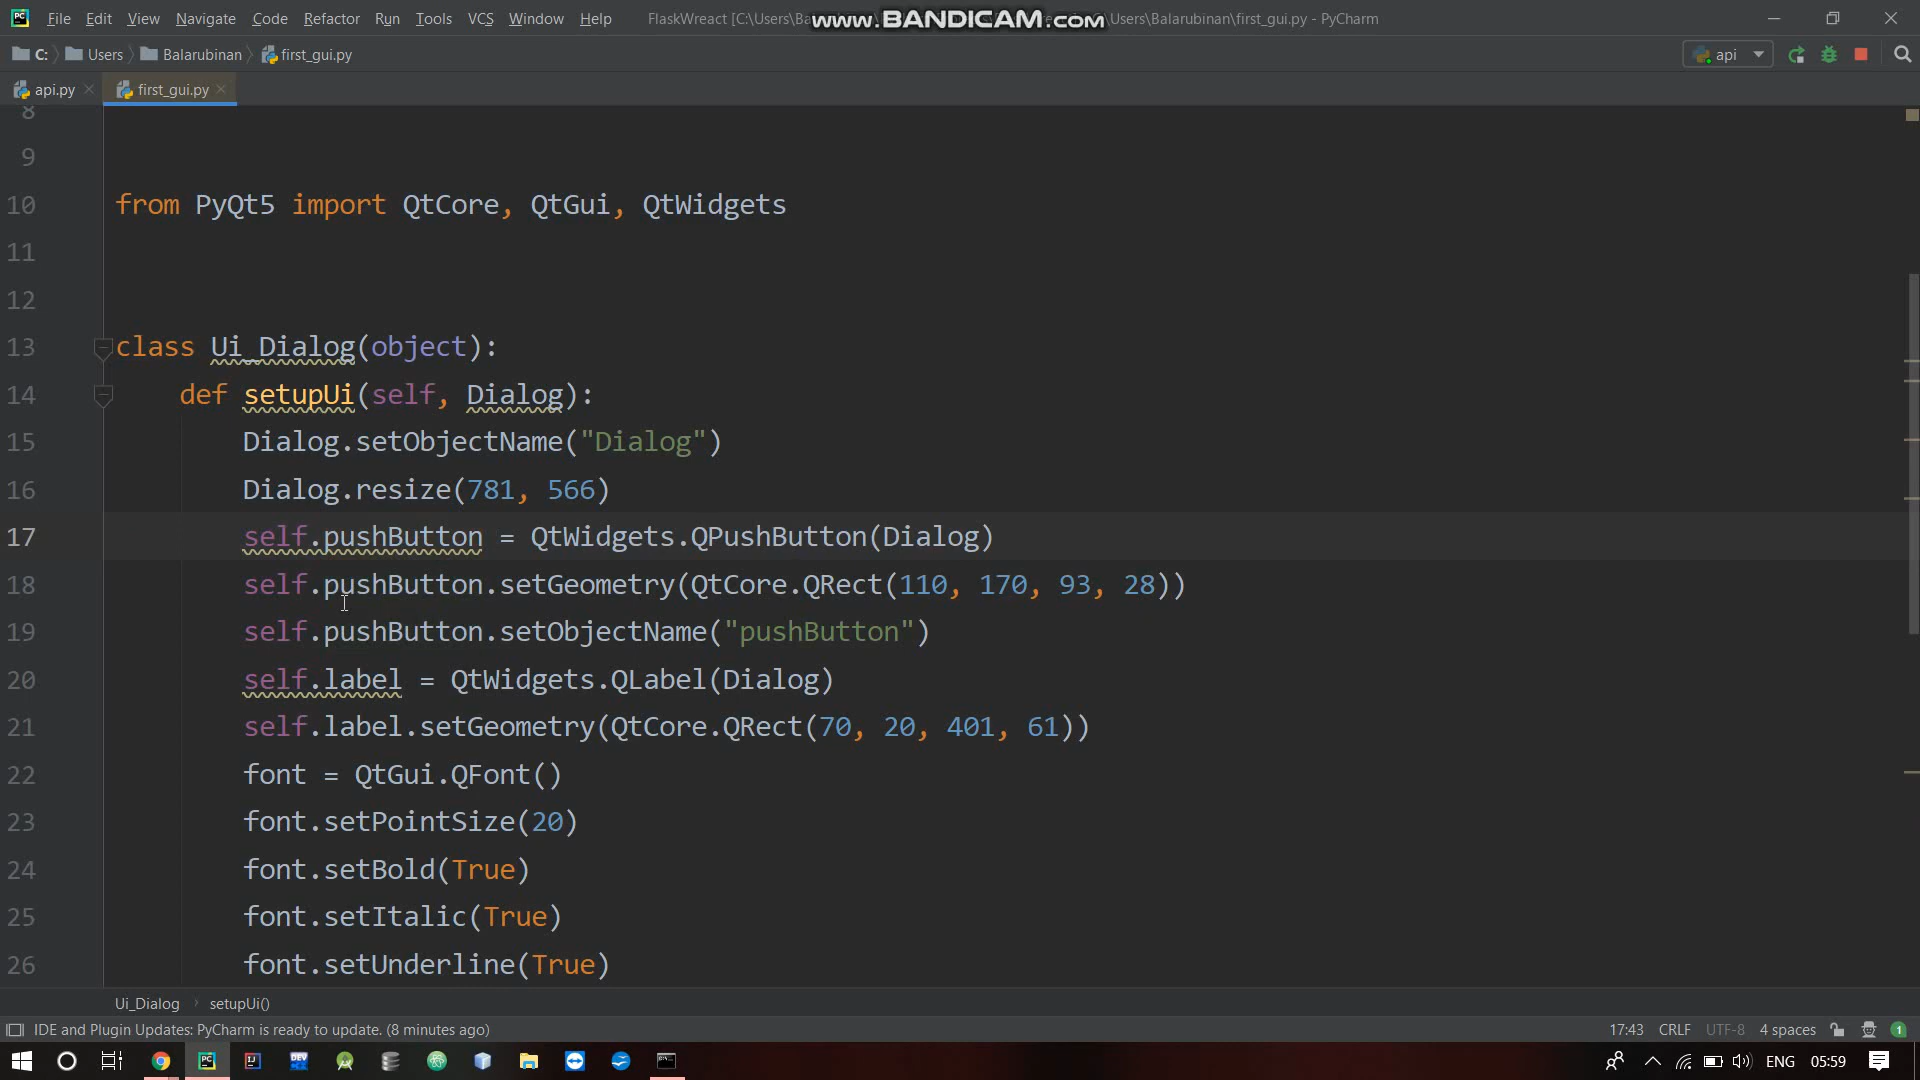 File Edit View Navigate Code Refactor Run Tools VCS Window Help FlaskWreact [C:\Users\Ba www.BANDICAM.com C:\Users\Balarubinan\first_gui.py - PyCharm
C: Users Balarubinan first_gui.py api
api.py first_gui.py
8
9
10 from PyQt5 import QtCore, QtGui, QtWidgets
11
12
13 class Ui_Dialog(object):
14 def setupUi(self, Dialog):
15 Dialog.setObjectName("Dialog")
16 Dialog.resize(781, 566)
17 self.pushButton = QtWidgets.QPushButton(Dialog)
18 self.pushButton.setGeometry(QtCore.QRect(110, 170, 93, 28))
19 self.pushButton.setObjectName("pushButton")
20 self.label = QtWidgets.QLabel(Dialog)
21 self.label.setGeometry(QtCore.QRect(70, 20, 401, 61))
22 font = QtGui.QFont()
23 font.setPointSize(20)
24 font.setBold(True)
25 font.setItalic(True)
26 font.setUnderline(True)
Ui_Dialog setupUi()
IDE and Plugin Updates: PyCharm is ready to update. (8 minutes ago) 17:43 CRLF UTF-8 4 spaces 1
PC IJ DEV ENG 05:59